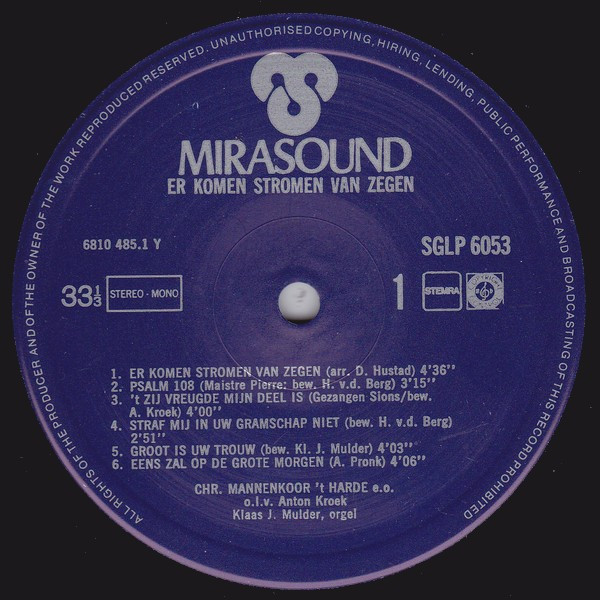 ALL RIGHTS OF THE PRODUCER AND OF THE OWNER OF THE WORK REPRODUCED RESERVED. UNAUTHORISED COPYING, HIRING, LENDING, PUBLIC PERFORMANCE AND BROADCASTING OF THIS RECORD PROHIBITED
MIRASOUND
ER KOMEN STROMEN VAN ZEGEN
6810 485.1 Y
SGLP 6053
33⅓ STEREO - MONO
1 STEMRA
1. ER KOMEN STROMEN VAN ZEGEN (arr. D. Hustad) 4'36''
2. PSALM 108 (Maistre Pierre: bew. H. v.d. Berg) 3'15''
3. 't ZIJ VREUGDE MIJN DEEL IS (Gezangen Sions/bew.
A. Kroek) 4'00''
4. STRAF MIJ IN UW GRAMSCHAP NIET (bew. H. v.d. Berg)
2'51''
5. GROOT IS UW TROUW (bew. Kl. J. Mulder) 4'03''
6. EENS ZAL OP DE GROTE MORGEN (A. Pronk) 4'06''
CHR. MANNENKOOR 't HARDE e.o.
o.l.v. Anton Kroek
Klaas J. Mulder, orgel